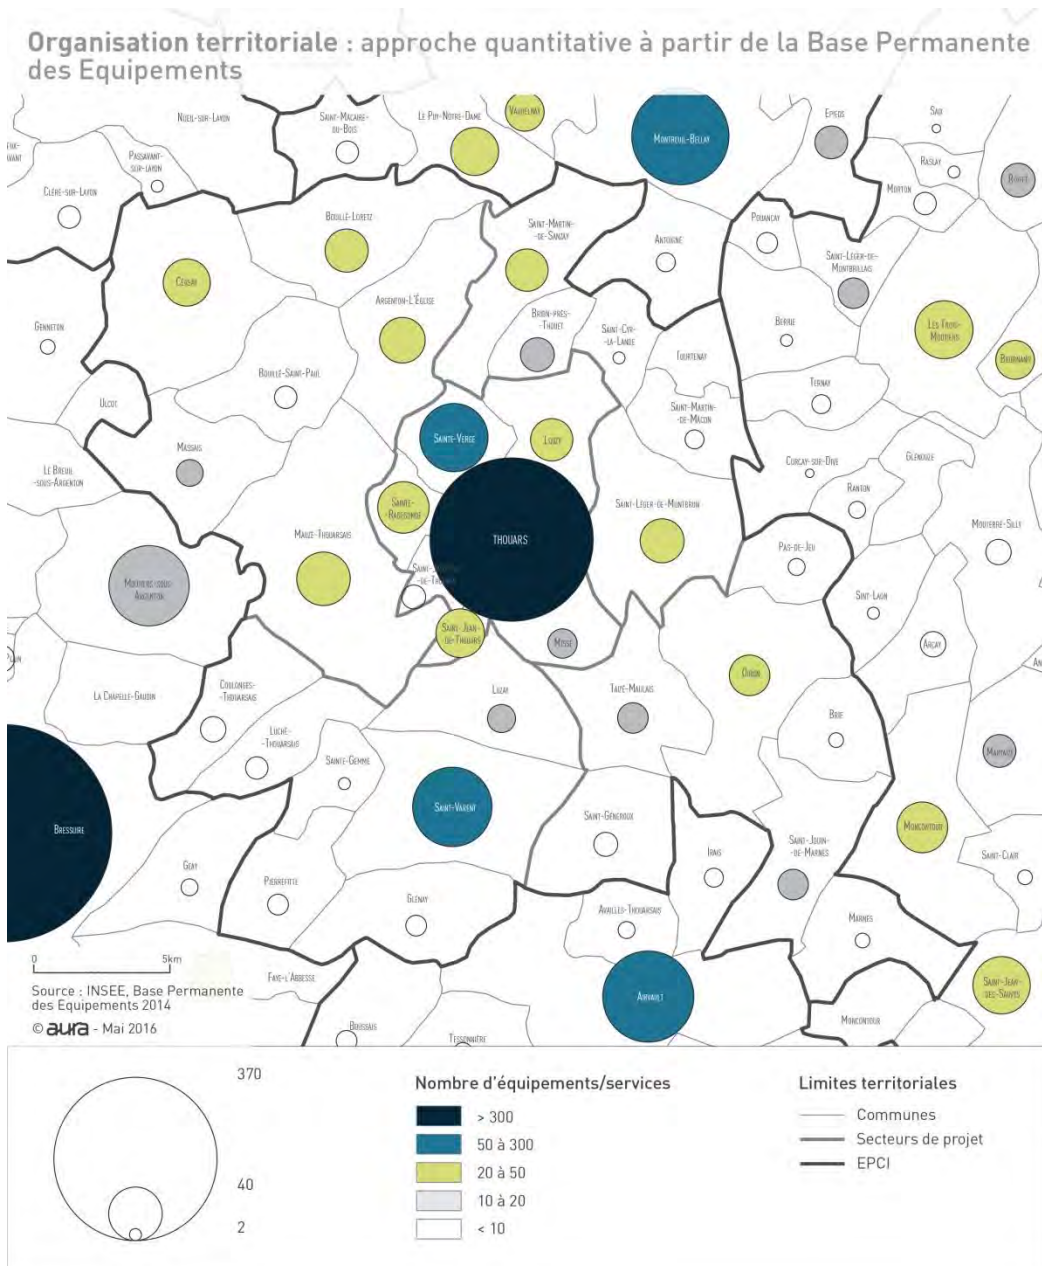 Organisation territoriale : approche quantitative à partir de la Base Permanente
des Equipements
Nueil-sur-Layon
Saint-Macaire-
-du-Bois
Le Puy-Notre-Dame
Vaudelnay
Montreuil-Bellay
Epieds
Saix
Raslay
Morton
Passavant-
-sur-layon
Cléré-sur-Layon
Bouillé-Loretz
Saint-Martin-
-de-Sanzay
Antoigné
Pouançay
Saint-Léger-de-
-Montbrillais
Cersay
Argenton-L'Église
Brion-près-
-Thouet
Saint-Cyr-
-la-Lande
Tourtenay
Berrie
Les Trois-
-Moutiers
Genneton
Bouillé-Saint-Paul
Ulcot
Ternay
Saint-Martin-
-de-Mâcon
Sainte-Verge
Louzy
Massais
Le Breuil
-sous-Argenton
Curçay-sur-Dive
Glénouze
Ranton
Sainte-
-Radegonde
Saint-Léger-de-Montbrun
Mouterre-Silly
Mauzé-Thouarsais
THOUARS
Pas-de-Jeu
Moutiers-sous-
-Argenton
Saint-Jean-
-de-Thouars
Missé
Arçay
Oiron
La Chapelle-Gaudin
Coulonges-
-Thouarsais
Luzay
Taizé-Maulais
Brie
Luché-
-Thouarsais
Sainte-Gemme
Saint-Varent
Bressuire
Saint-Généroux
Moncontour
Saint-Jouin-
-de-Marnes
Irais
Saint-Clair
Geay
Pierrefitte
Glénay
Availles-Thouarsais
Marnes
Faye-L'Abbesse
Airvault
Saint-Jean-
-des-Sauves
Moncontour
Boussais
Tessonnière
0 5km
Source : INSEE, Base Permanente
des Equipements 2014
© aura - Mai 2016
370
40
2
Nombre d'équipements/services
> 300
50 à 300
20 à 50
10 à 20
< 10
Limites territoriales
Communes
Secteurs de projet
EPCI